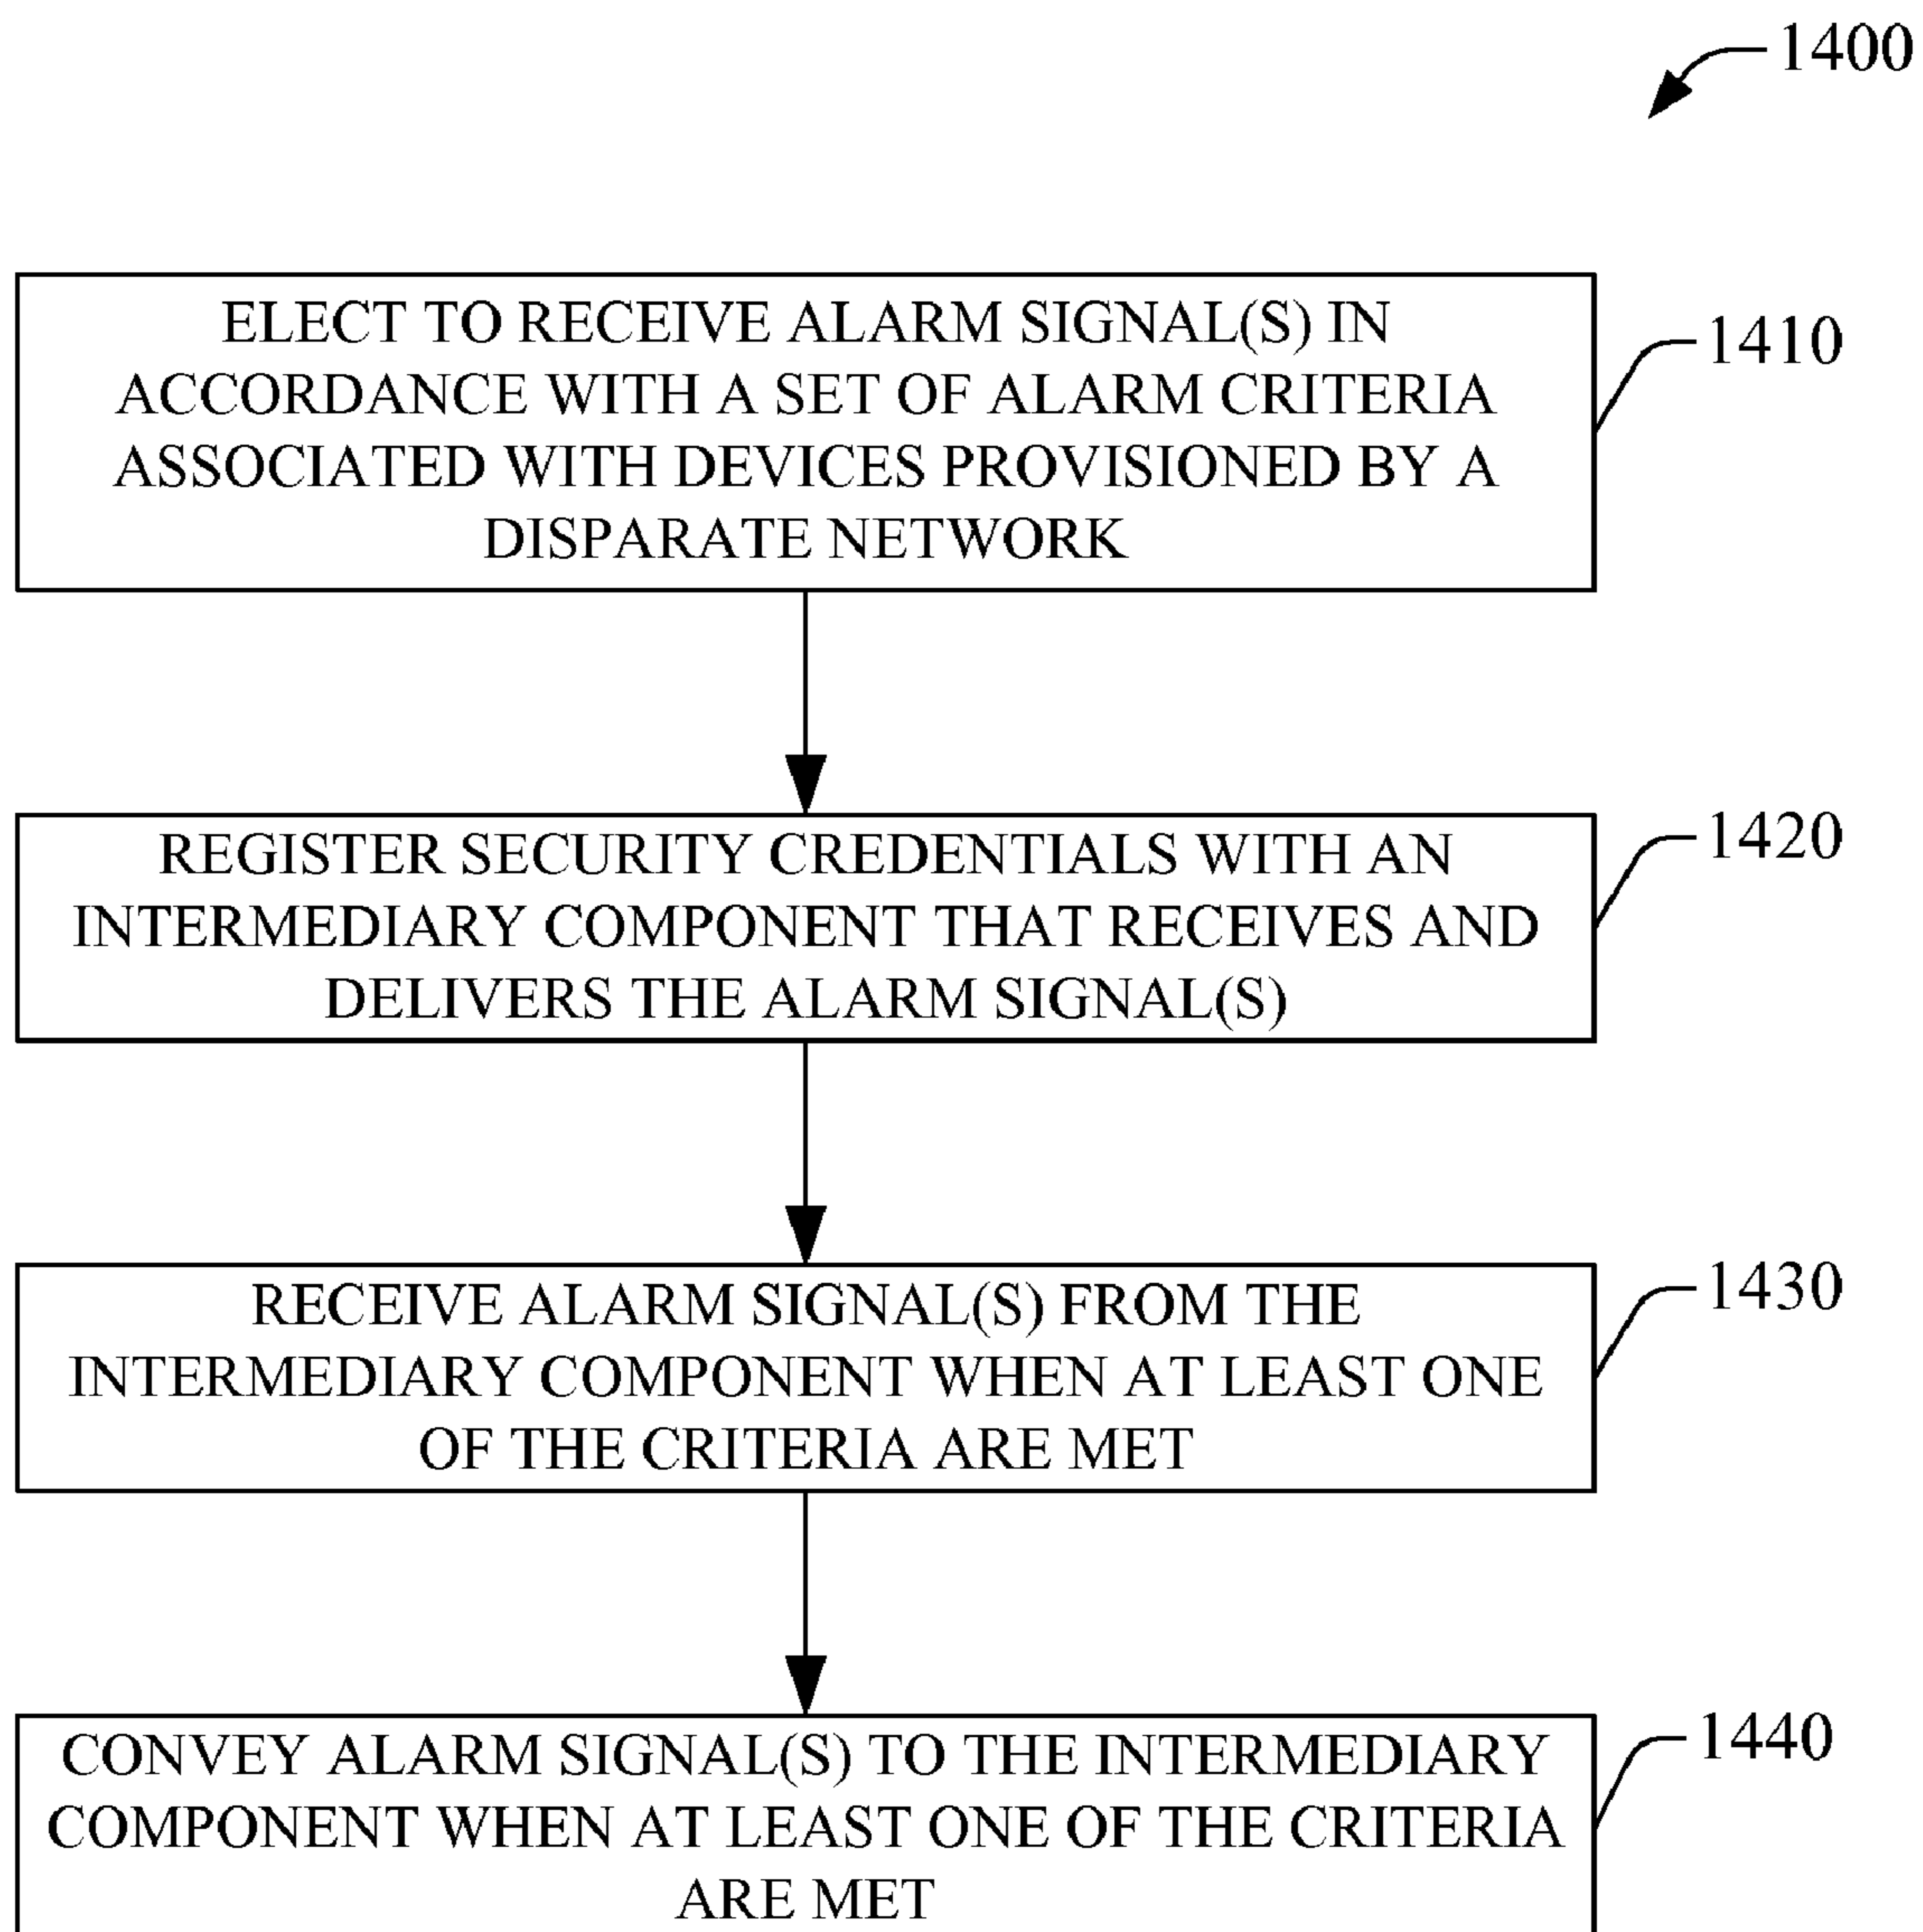 1400
ELECT TO RECEIVE ALARM SIGNAL(S) IN
ACCORDANCE WITH A SET OF ALARM CRITERIA
ASSOCIATED WITH DEVICES PROVISIONED BY A
DISPARATE NETWORK
1410
REGISTER SECURITY CREDENTIALS WITH AN
INTERMEDIARY COMPONENT THAT RECEIVES AND
DELIVERS THE ALARM SIGNAL(S)
1420
RECEIVE ALARM SIGNAL(S) FROM THE
INTERMEDIARY COMPONENT WHEN AT LEAST ONE
OF THE CRITERIA ARE MET
1430
CONVEY ALARM SIGNAL(S) TO THE INTERMEDIARY
COMPONENT WHEN AT LEAST ONE OF THE CRITERIA
ARE MET
1440